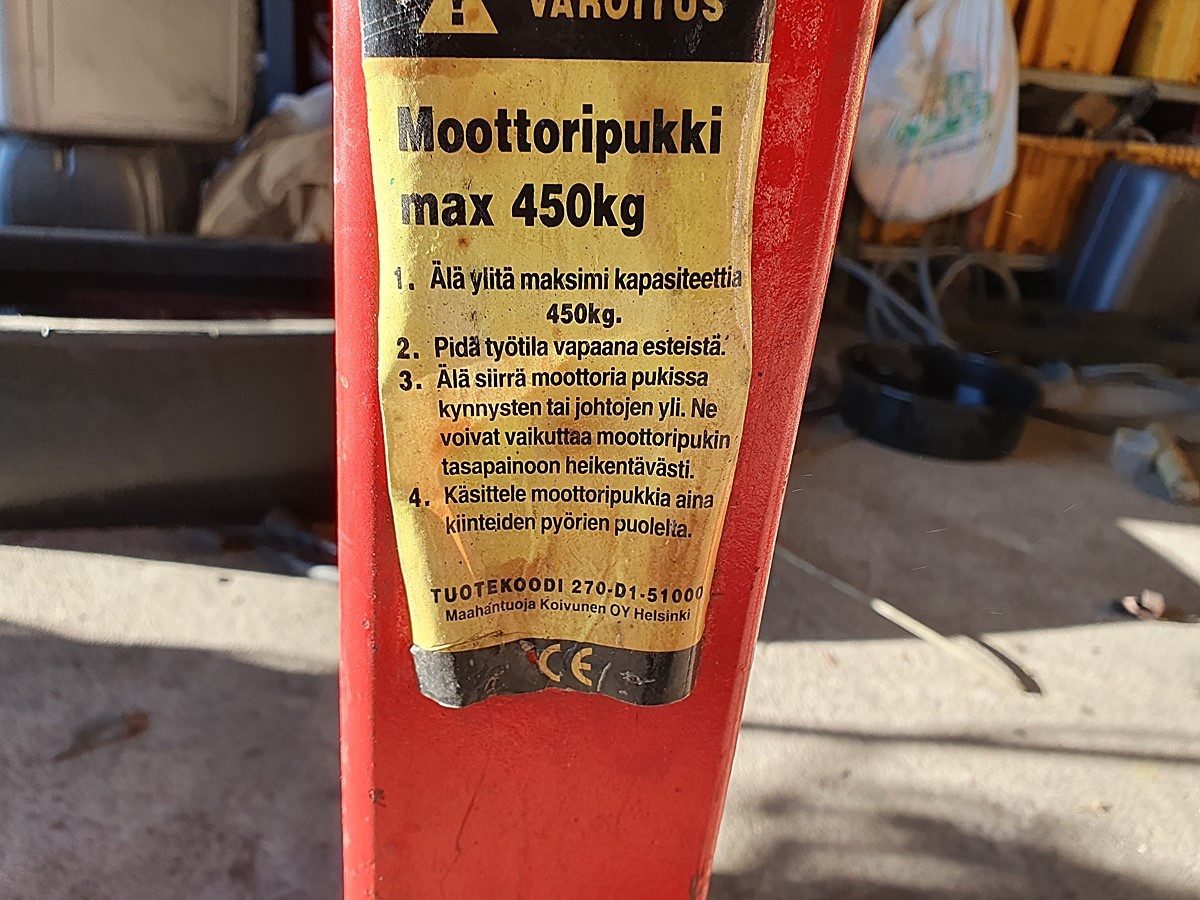 VAROITUS
Moottoripukki
max 450kg
1. Älä ylitä maksimi kapasiteettia
450kg.
2. Pidä työtila vapaana esteistä.
3. Älä siirrä moottoria pukissa
kynnysten tai johtojen yli. Ne
voivat vaikuttaa moottoripukin
tasapainoon heikentävästi.
4. Käsittele moottoripukkia aina
kiinteiden pyörien puolelta.
TUOTEKOODI 270-D1-51000
Maahantuoja Koivunen OY Helsinki
CE